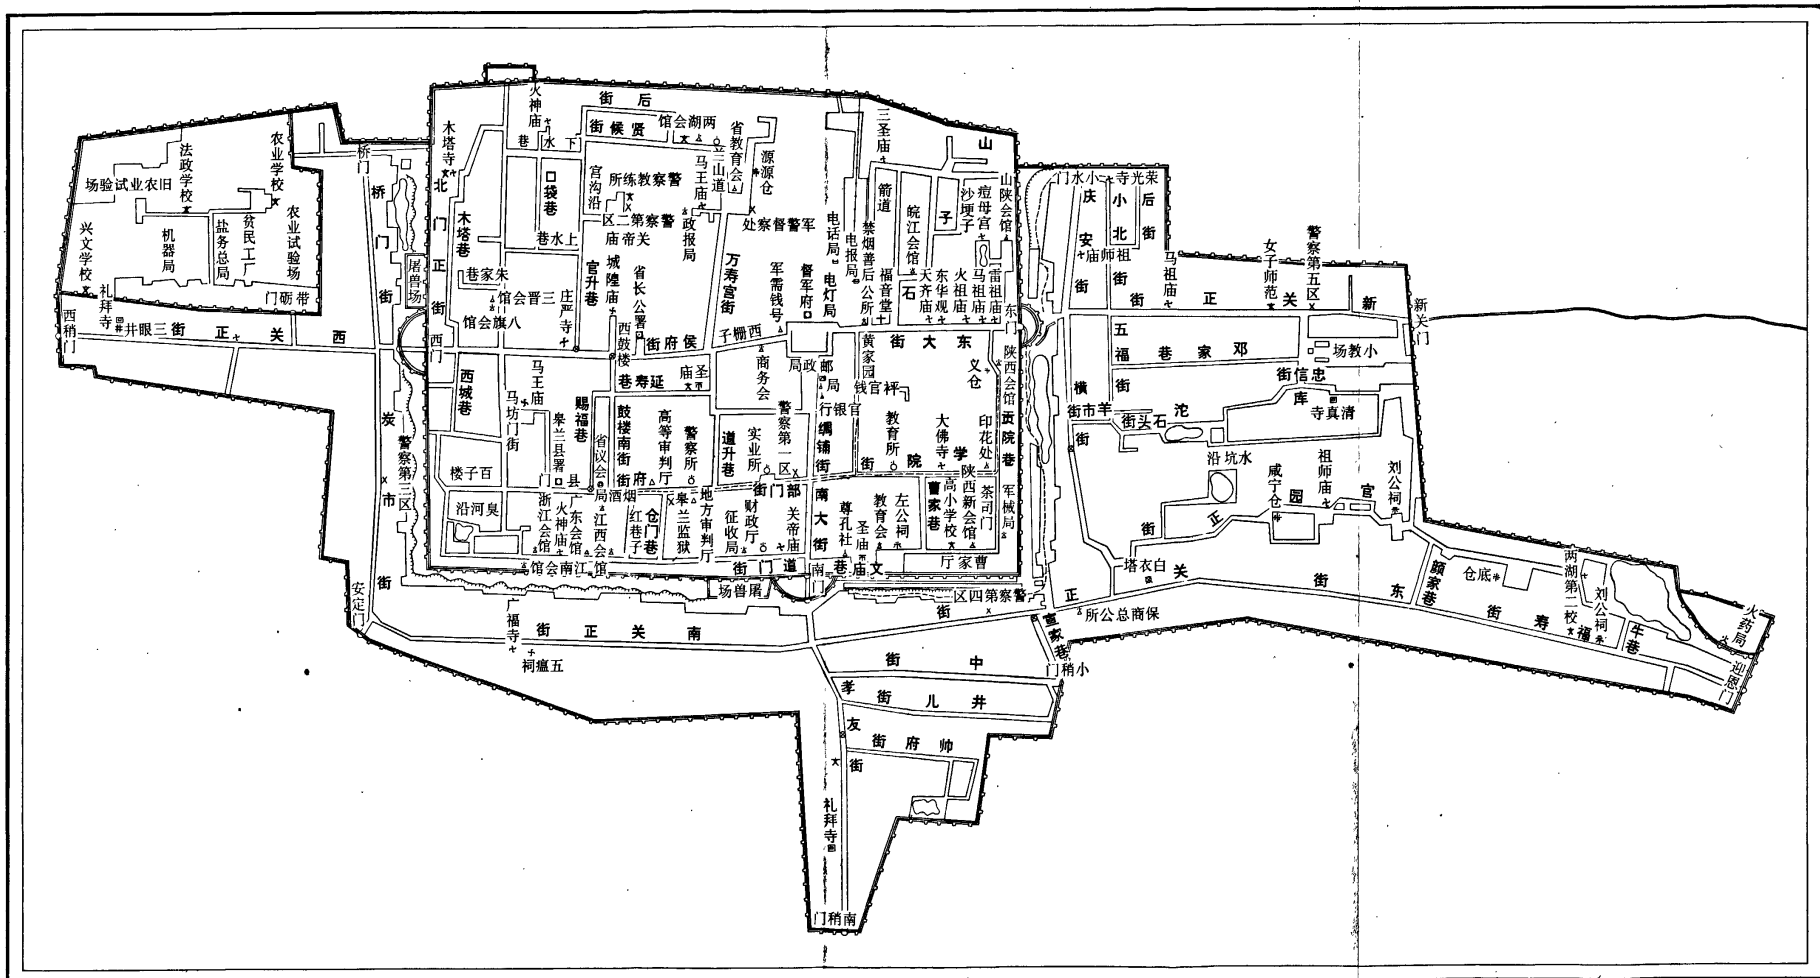 后街
火神庙
贤候街
两湖会馆
下水巷
木塔寺
省教育会
源源仓
兰山道
马王庙
三圣庙
山子石
法政学校
农业学校
旧农业试验场
兴文学校
机器局
盐务总局
贫民工厂
农业试验场
带砺门
礼拜寺
西稍门
三眼井
西关正街
桥门
桥门街
屠兽场
北门正街
木塔巷
口袋巷
宫沟沿
警察教练所
警察第二区
关帝庙
上水巷
政报局
军警督察处
电话局
电报局
箭道
皖江会馆
沙埂子
痘母宫
山陕会馆
禁烟善后公所
福音堂
天齐庙
东华观
火祖庙
马祖庙
雷祖庙
东门
朱家巷
三晋会馆
八旗会馆
庄严寺
官升巷
城隍庙
省长公署
万寿宫街
军需钱号
督军府
电灯局
西鼓楼
侯府街
西栅子
东大街
西门
西城巷
马王庙
马坊门街
延寿巷
圣庙
商务会
邮政局
黄家园
官银行
绸铺街
秤官钱局
义仓
陕西会馆
贡院巷
赐福巷
皋兰县署
省议会
鼓楼南街
高等审判厅
警察所
道升巷
实业所
警察第一区
教育所
大佛寺
印花处
学院街
百子楼
臭河沿
县门
府街
部门街
浙江会馆
火神庙
广东会馆
江西会馆
烟酒局
红巷子
仓门巷
皋兰监狱
地方审判厅
征收局
财政厅
关帝庙
南大街
尊孔社
圣庙
教育会
左公祠
曹家巷
高小学校
陕西新会馆
茶司门
军械局
江南会馆
道门街
南门
文庙巷
曹家厅
炭市街
警察第三区
安定门
广福寺
五瘟祠
南关正街
屠兽场
警察第四区
小水门
荣光寺
后街
小北街
庆安街
祖师庙
马祖庙
女子师范
警察第五区
新关正街
新关门
五福街
邓家巷
小教场
忠信街
横街
羊市街
石头街
沱
库
清真寺
水坑沿
咸宁仓
祖师庙
刘公祠
官园正街
白衣塔
东关正街
保商总公所
宣家巷
小稍门
颐家巷
底仓
两湖第二校
刘公祠
福寿街
牛巷
火药局
迎恩门
中街
井儿街
孝友街
帅府街
礼拜寺
南稍门